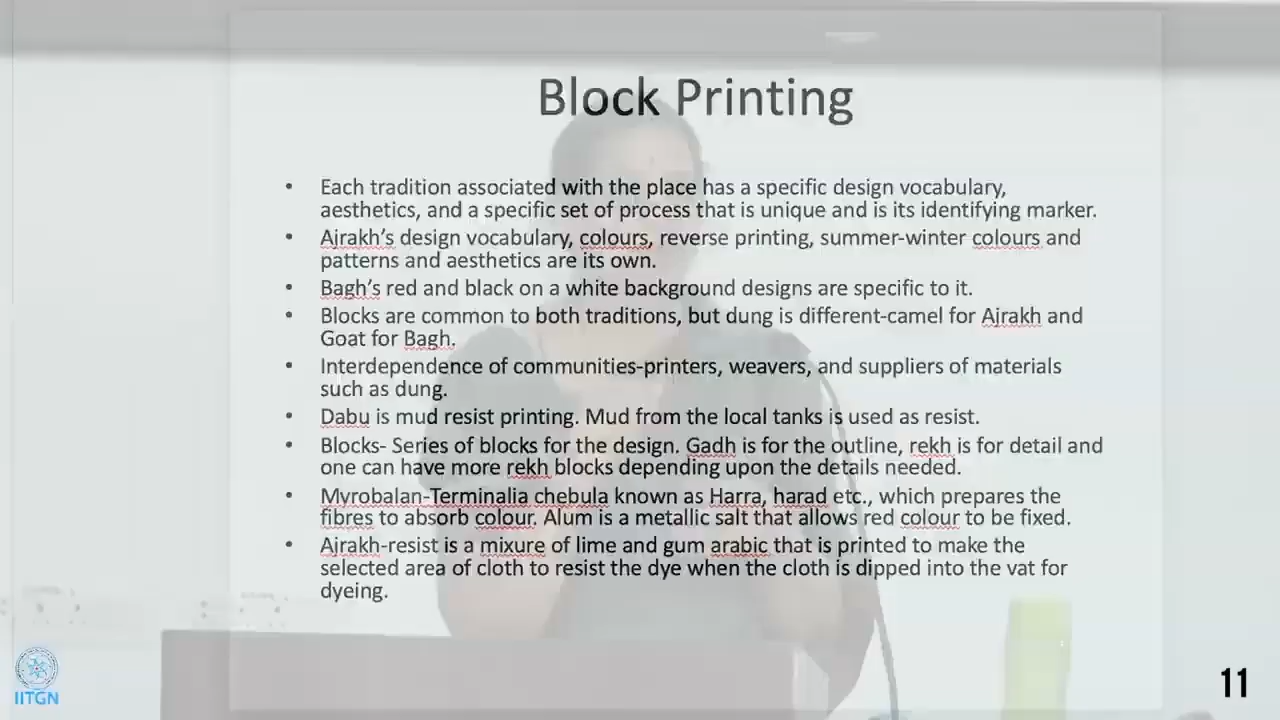 Block Printing
• Each tradition associated with the place has a specific design vocabulary,
aesthetics, and a specific set of process that is unique and is its identifying marker.
• Ajrakh's design vocabulary, colours, reverse printing, summer-winter colours and
patterns and aesthetics are its own.
• Bagh's red and black on a white background designs are specific to it.
• Blocks are common to both traditions, but dung is different-camel for Ajrakh and
Goat for Bagh.
• Interdependence of communities-printers, weavers, and suppliers of materials
such as dung.
• Dabu is mud resist printing. Mud from the local tanks is used as resist.
• Blocks- Series of blocks for the design. Gadh is for the outline, rekh is for detail and
one can have more rekh blocks depending upon the details needed.
• Myrobalan-Terminalia chebula known as Harra, harad etc., which prepares the
fibres to absorb colour. Alum is a metallic salt that allows red colour to be fixed.
• Ajrakh-resist is a mixure of lime and gum arabic that is printed to make the
selected area of cloth to resist the dye when the cloth is dipped into the vat for
dyeing.
IITGN
11